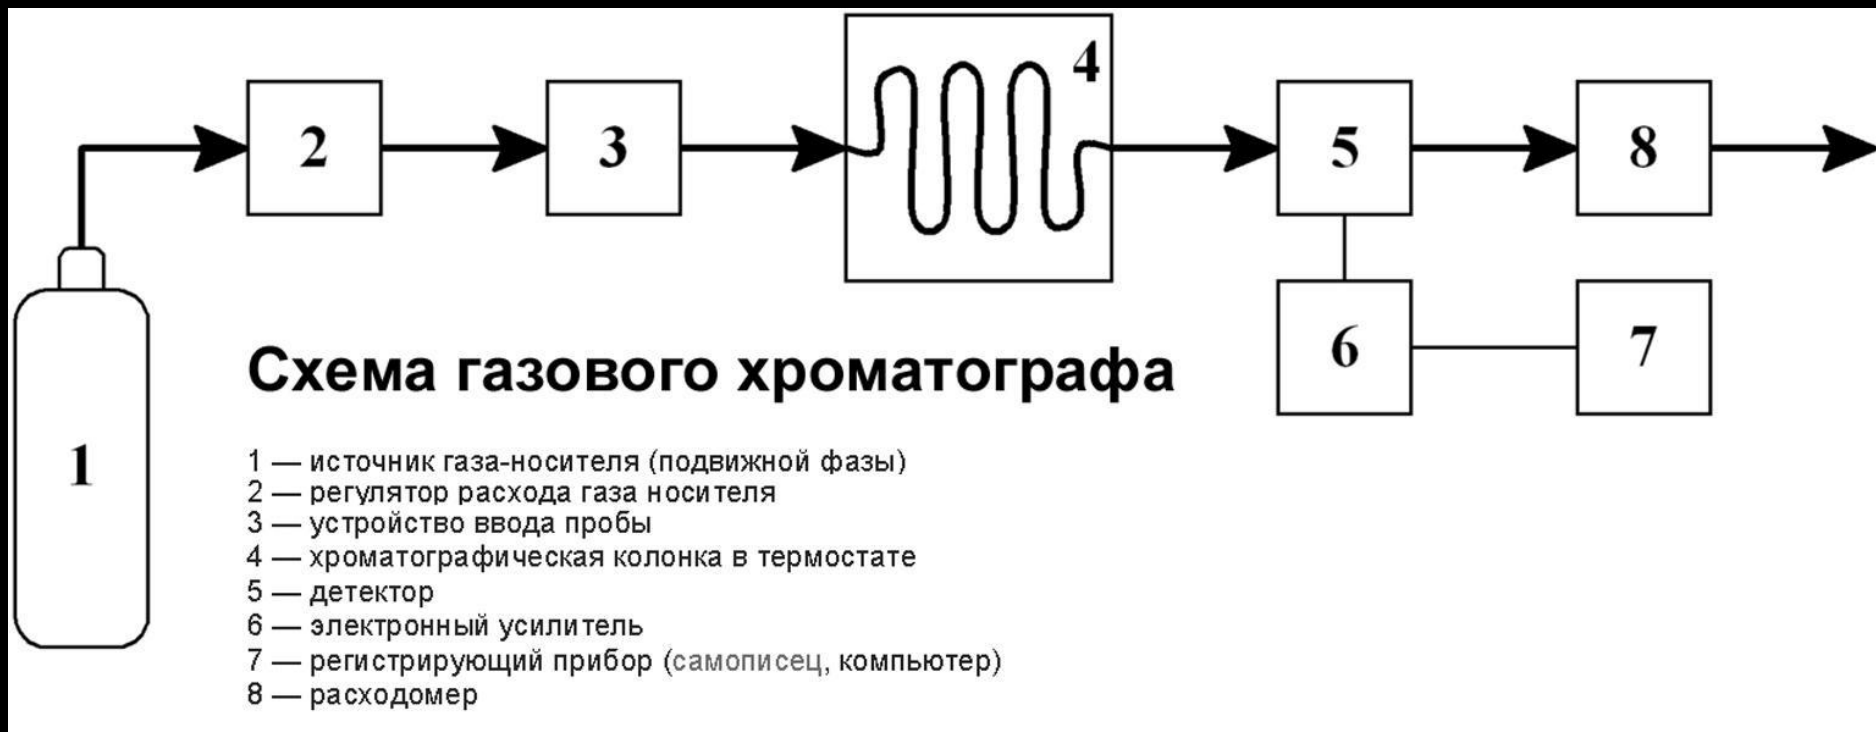 4
2
3
5
8
6
7
1
Схема газового хроматографа
1 — источник газа-носителя (подвижной фазы)
2 — регулятор расхода газа носителя
3 — устройство ввода пробы
4 — хроматографическая колонка в термостате
5 — детектор
6 — электронный усилитель
7 — регистрирующий прибор (самописец, компьютер)
8 — расходомер